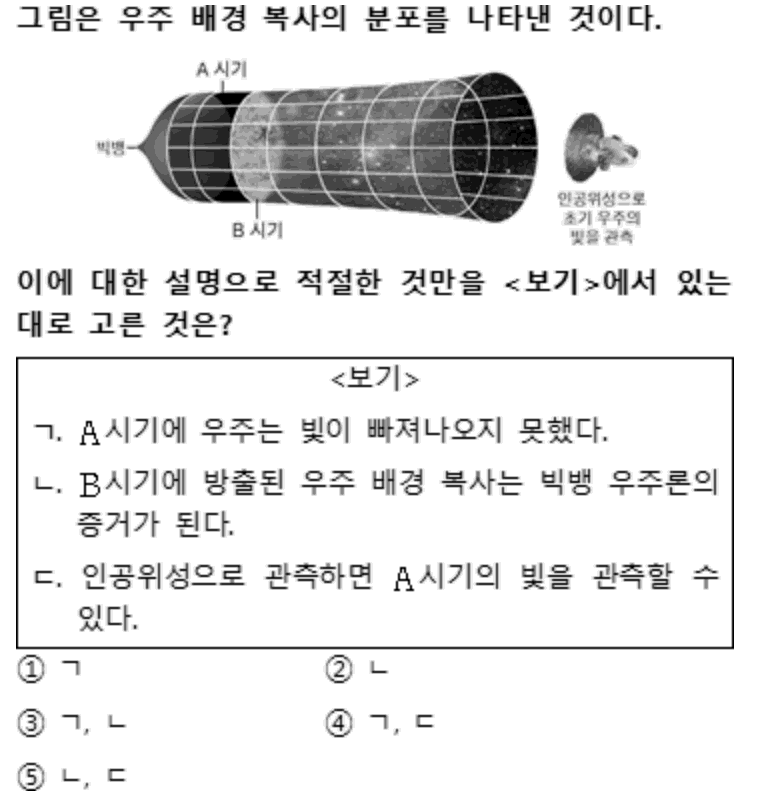 그림은 우주 배경 복사의 분포를 나타낸 것이다.
A 시기
빅뱅
B 시기
인공위성으로
초기 우주의
빛을 관측
이에 대한 설명으로 적절한 것만을 <보기>에서 있는
대로 고른 것은?
<보기>
ㄱ. A시기에 우주는 빛이 빠져나오지 못했다.
ㄴ. B시기에 방출된 우주 배경 복사는 빅뱅 우주론의
증거가 된다.
ㄷ. 인공위성으로 관측하면 A시기의 빛을 관측할 수
있다.
① ㄱ ② ㄴ
③ ㄱ, ㄴ ④ ㄱ, ㄷ
⑤ ㄴ, ㄷ